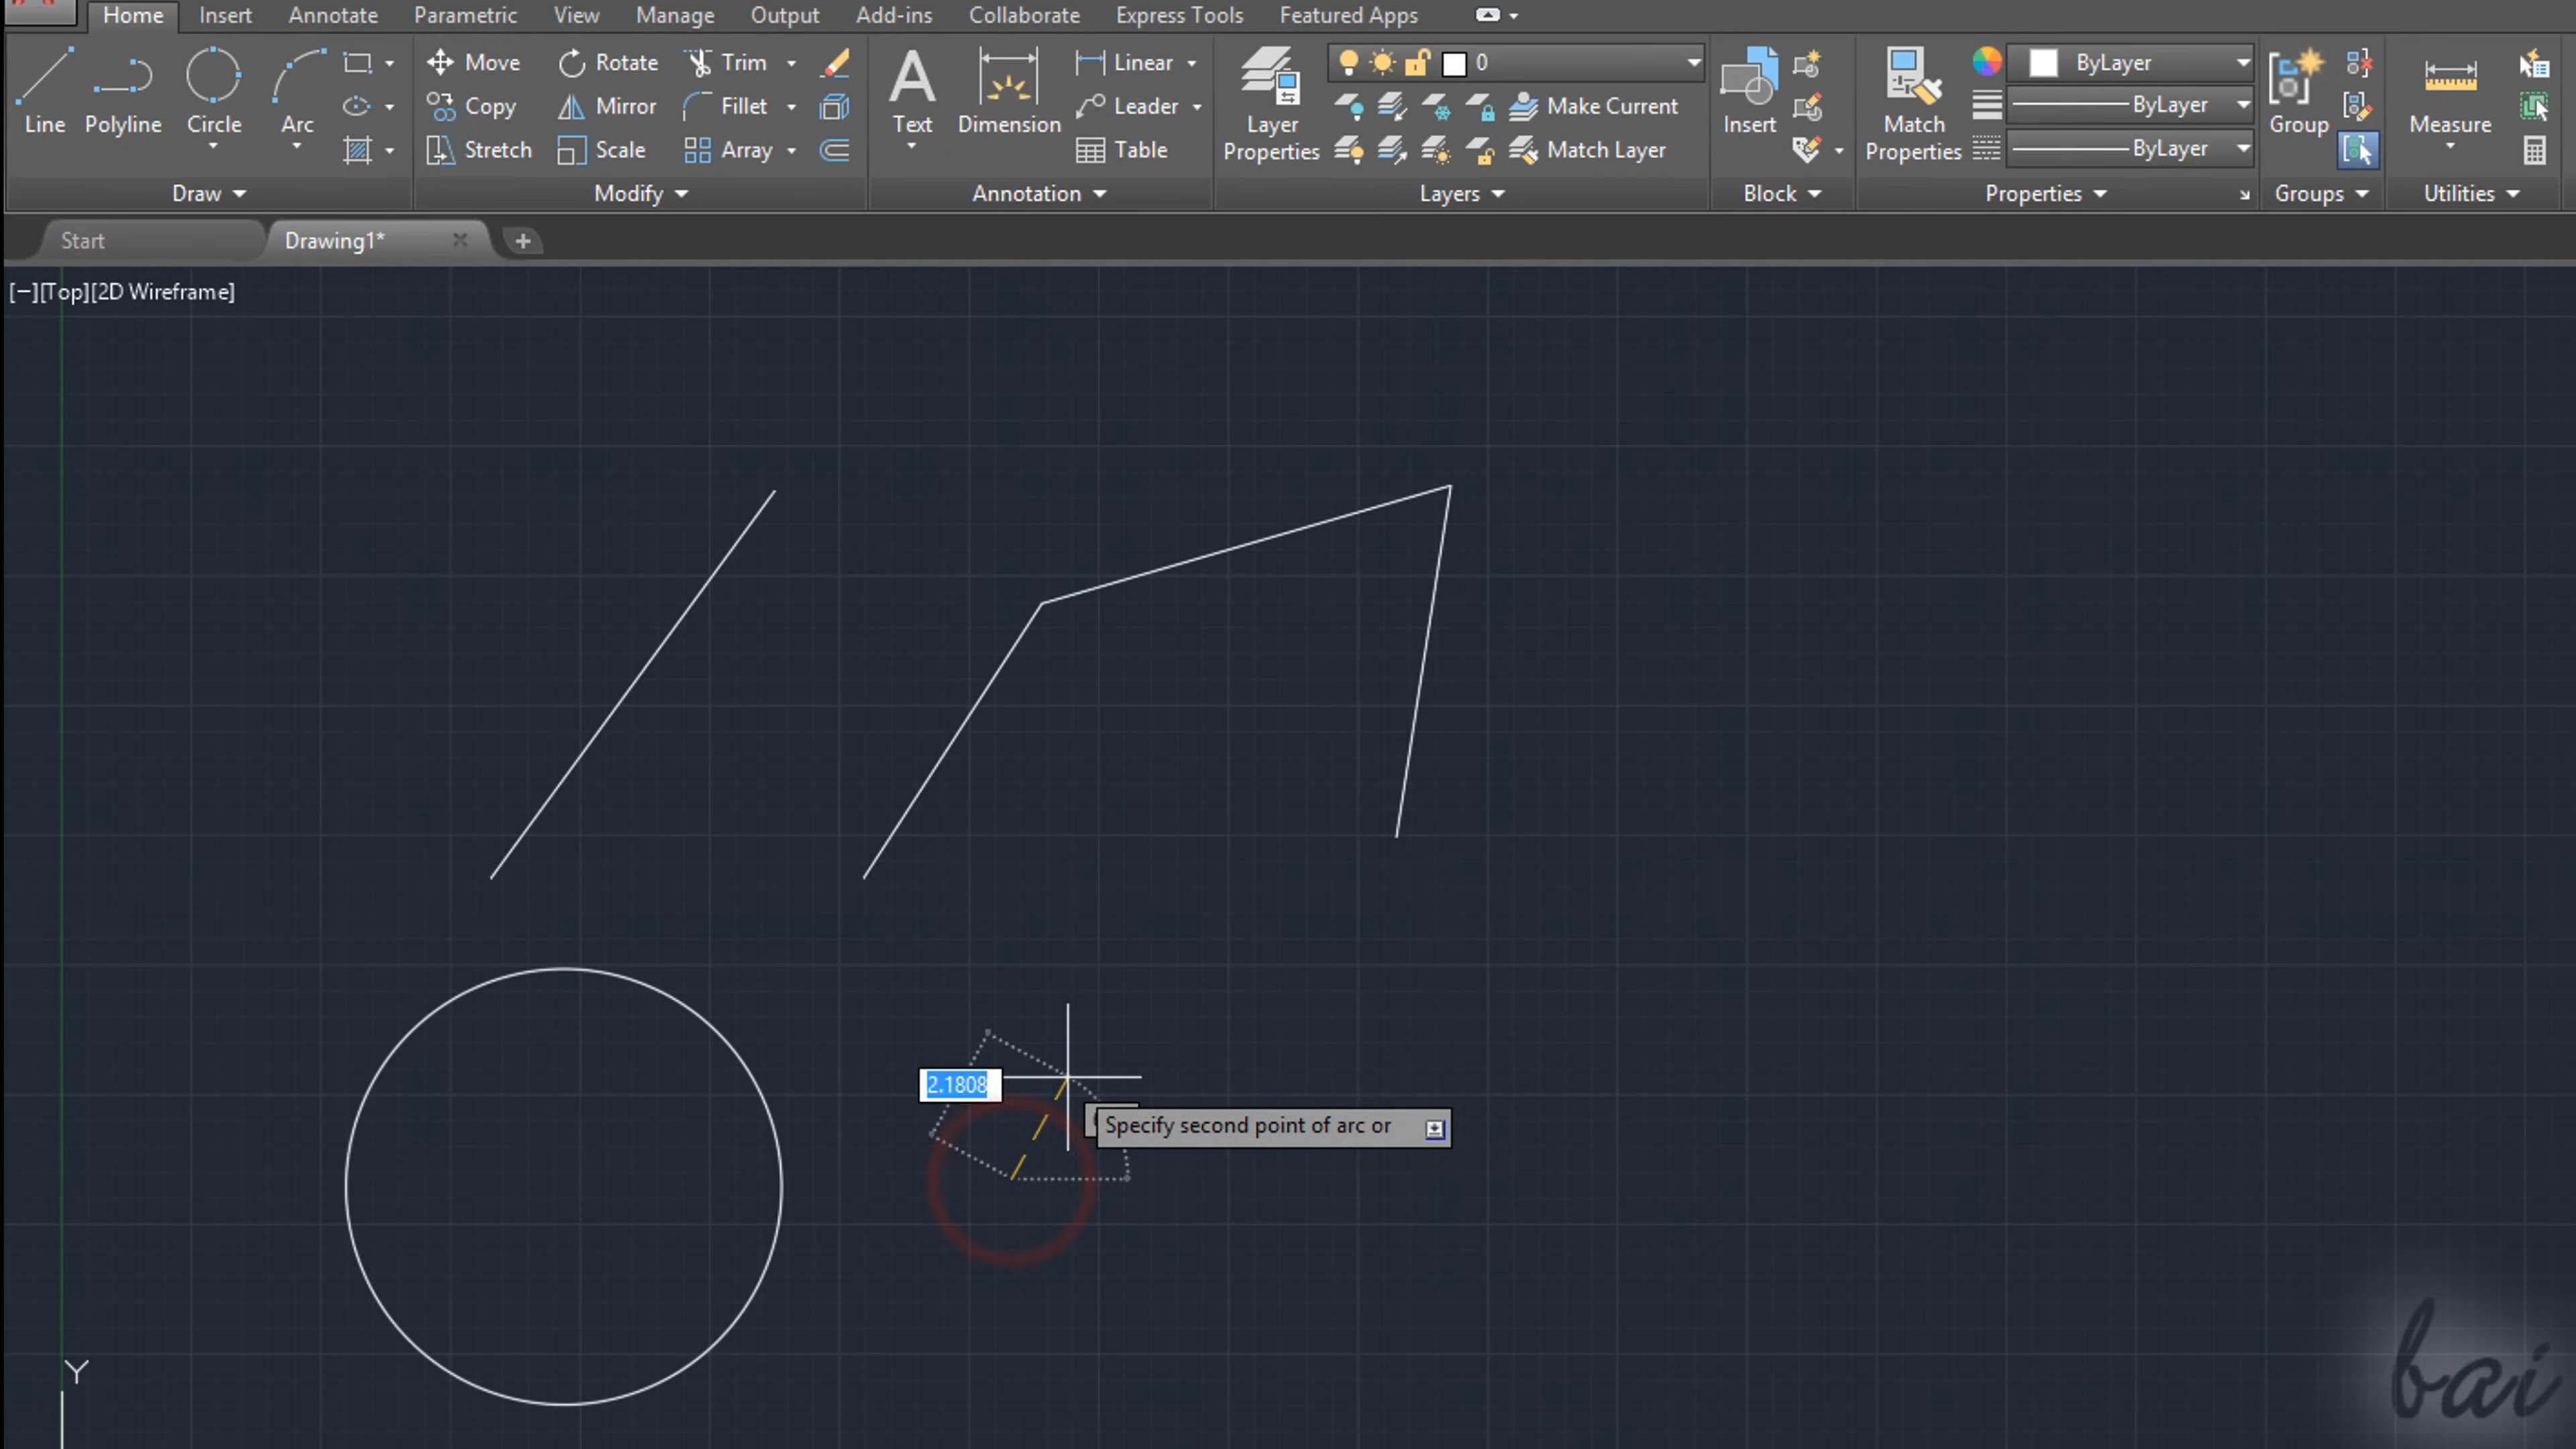 Home Insert Annotate Parametric View Manage Output Add-ins Collaborate Express Tools Featured Apps
Line Polyline Circle Arc
Move Rotate Trim
Copy Mirror Fillet
Stretch Scale Array
Text Dimension
Linear
Leader
Table
Layer Properties
0
Make Current
Match Layer
Insert
Match Properties
ByLayer
ByLayer
ByLayer
Group
Measure
Draw Modify Annotation Layers Block Properties Groups Utilities
Start Drawing1*
[−][Top][2D Wireframe]
2.1808
Specify second point of arc or
Y
bai